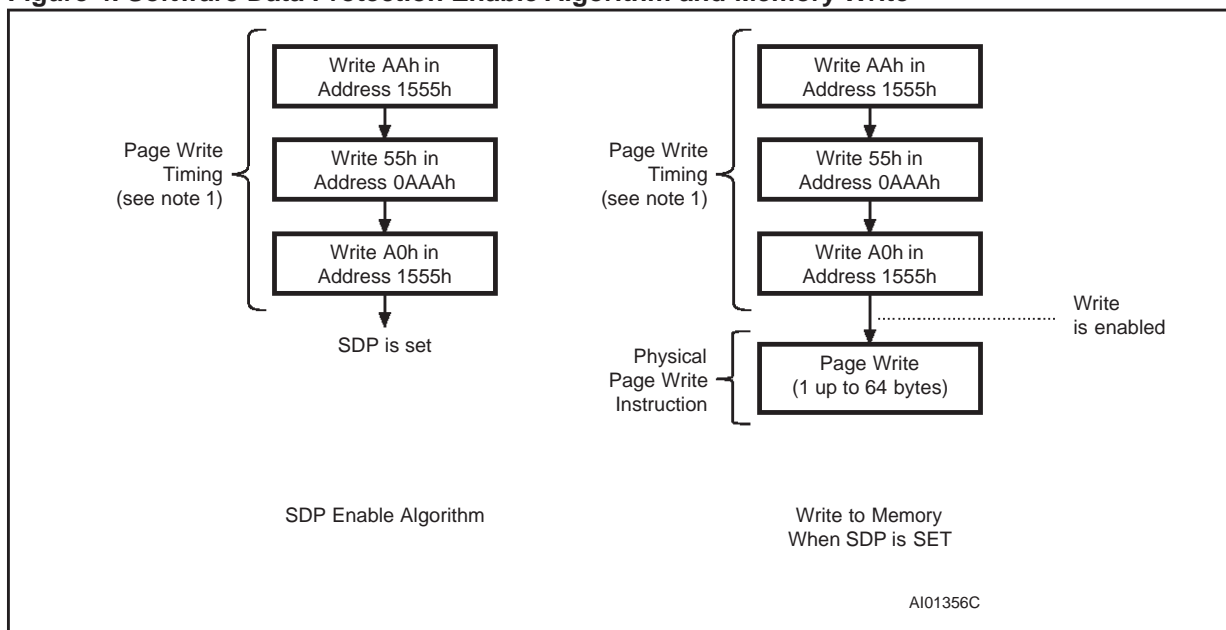 Figure 4. Software Data Protection Enable Algorithm and Memory Write
Write AAh in
Address 1555h
Page Write
Timing
(see note 1)
Write 55h in
Address 0AAAh
Write A0h in
Address 1555h
SDP is set
SDP Enable Algorithm
Write AAh in
Address 1555h
Page Write
Timing
(see note 1)
Write 55h in
Address 0AAAh
Write A0h in
Address 1555h
Write
is enabled
Physical
Page Write
Instruction
Page Write
(1 up to 64 bytes)
Write to Memory
When SDP is SET
AI01356C